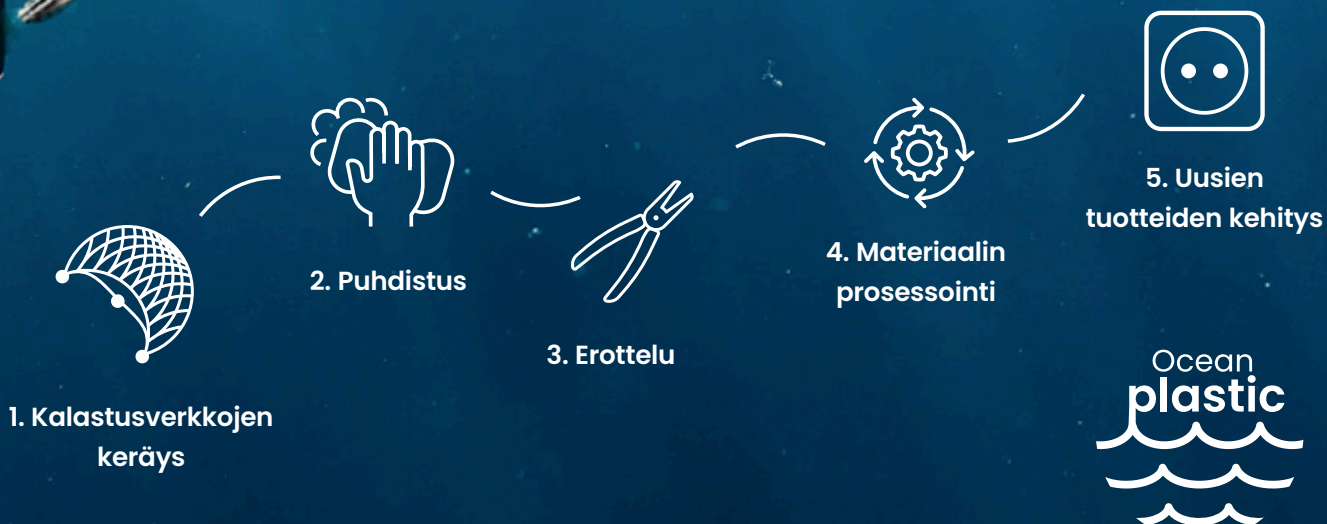 1. Kalastusverkkojen
keräys
2. Puhdistus
3. Erottelu
4. Materiaalin
prosessointi
5. Uusien
tuotteiden kehitys
Ocean
plastic